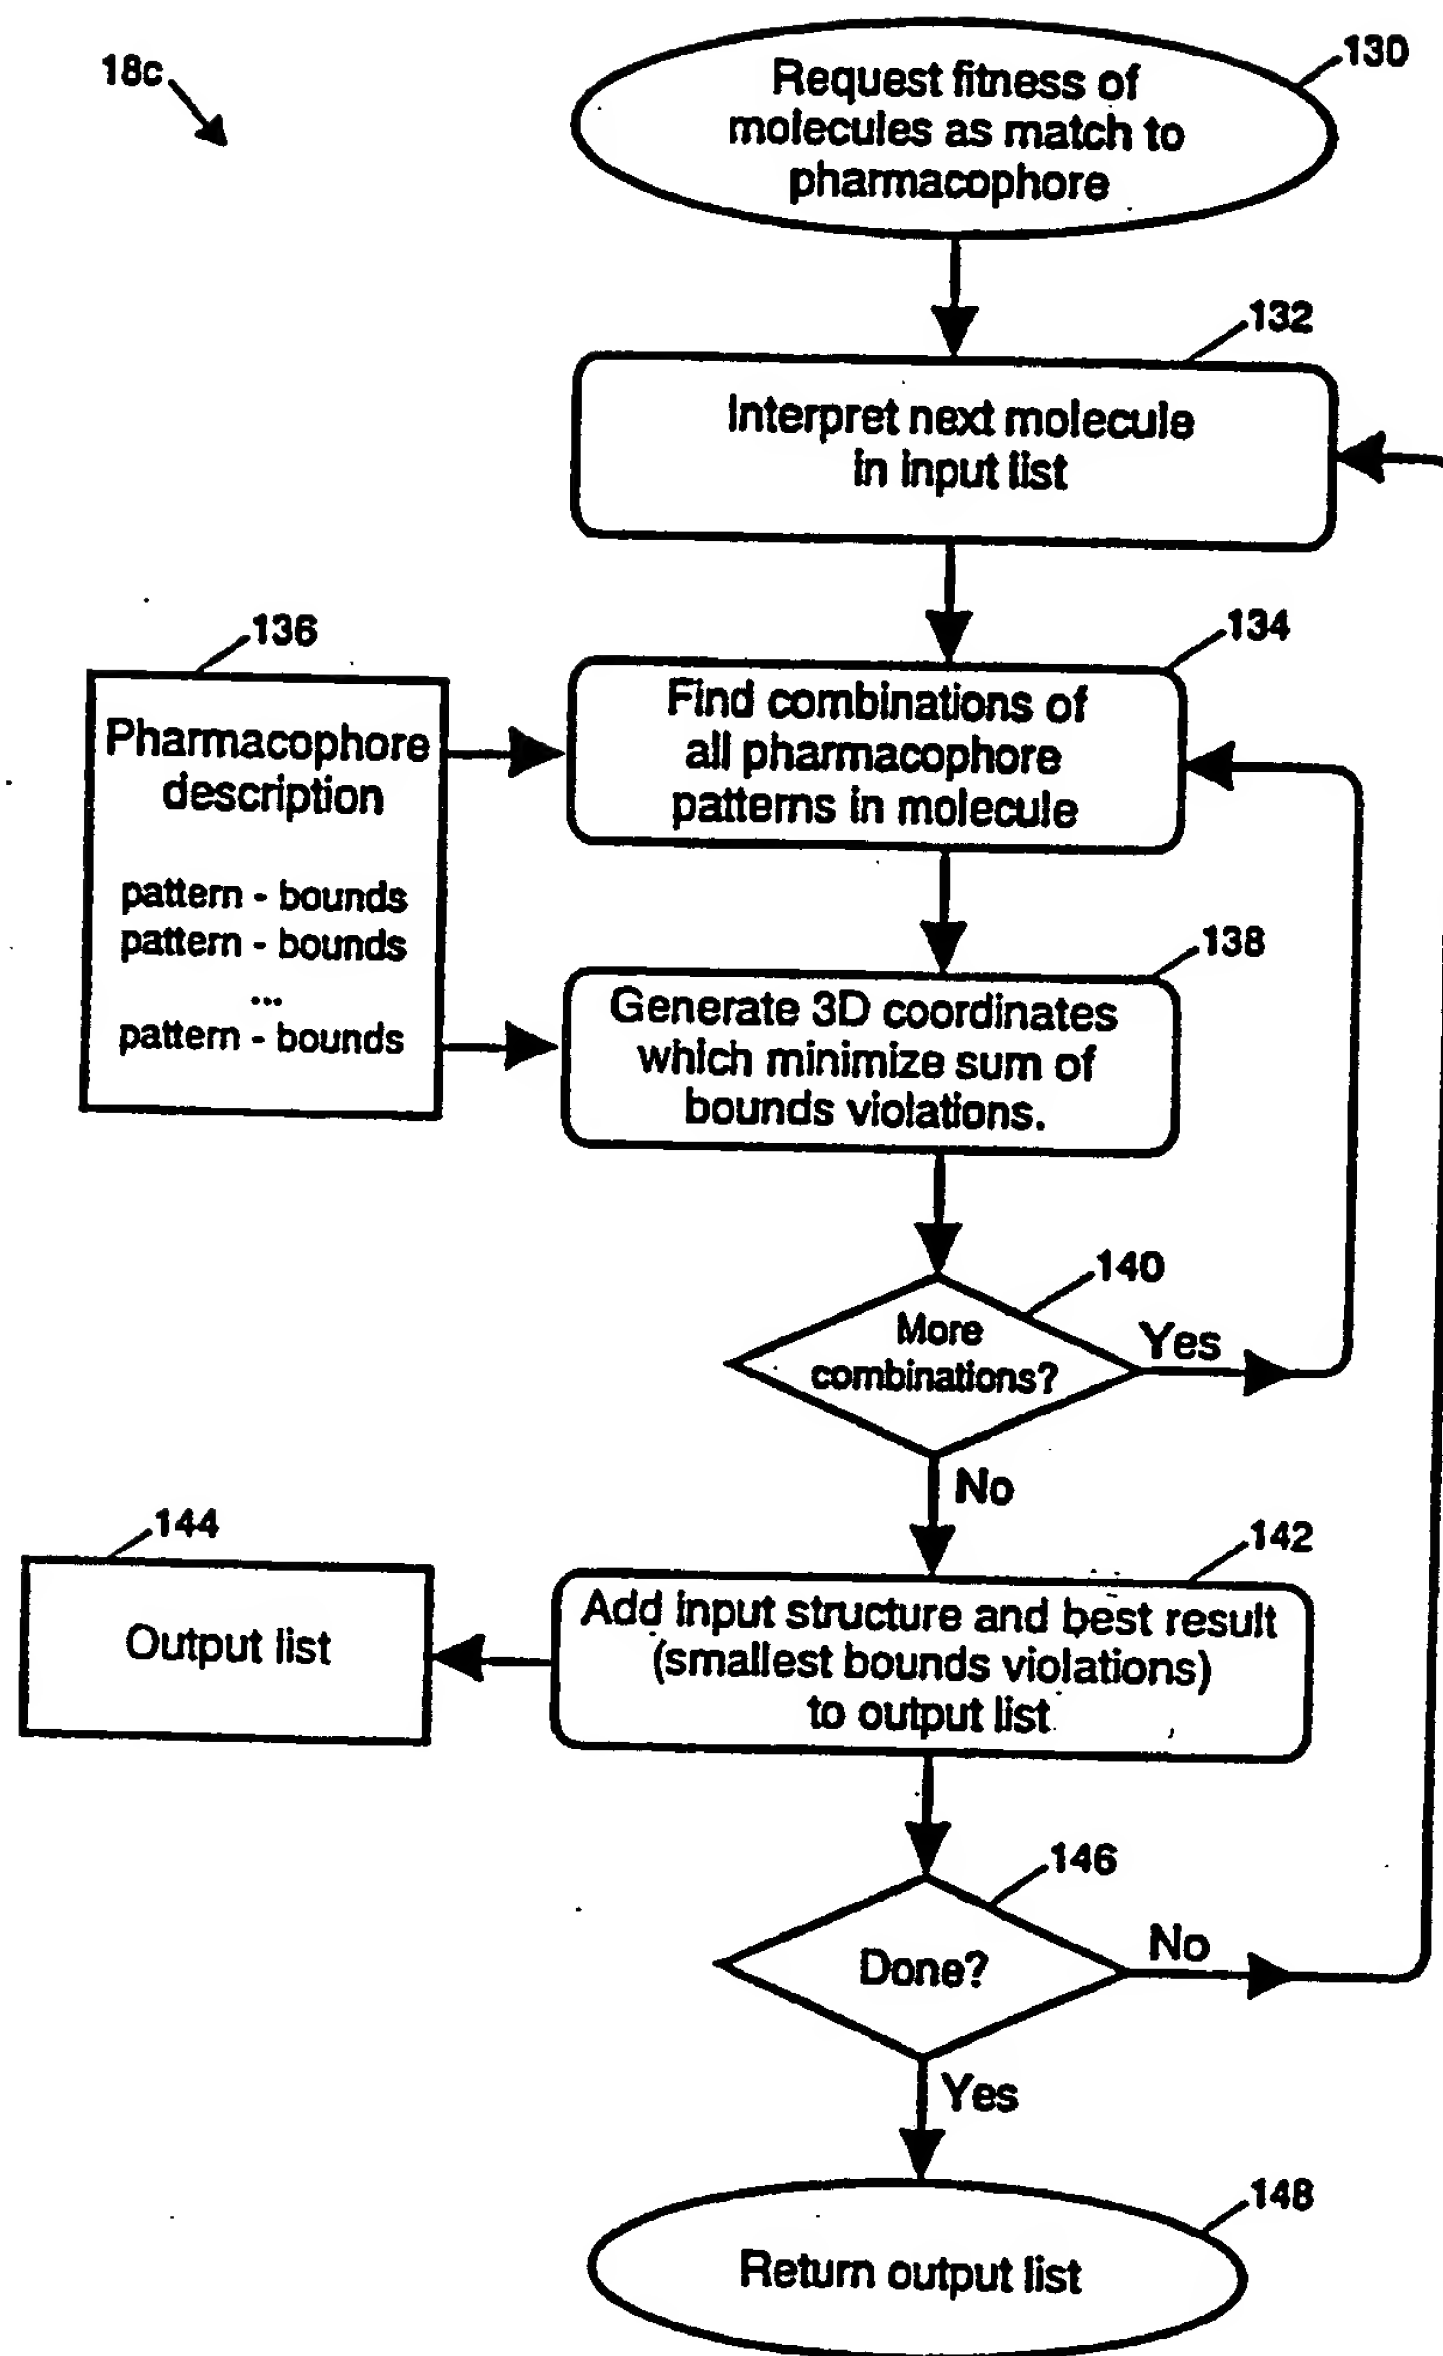 18c
130
Request fitness of
molecules as match to
pharmacophore
132
Interpret next molecule
in input list
136
134
Pharmacophore
description
pattern - bounds
pattern - bounds
...
pattern - bounds
Find combinations of
all pharmacophore
patterns in molecule
138
Generate 3D coordinates
which minimize sum of
bounds violations.
140
More
combinations?
Yes
No
144
142
Output list
Add input structure and best result
(smallest bounds violations)
to output list
146
Done?
No
Yes
148
Return output list